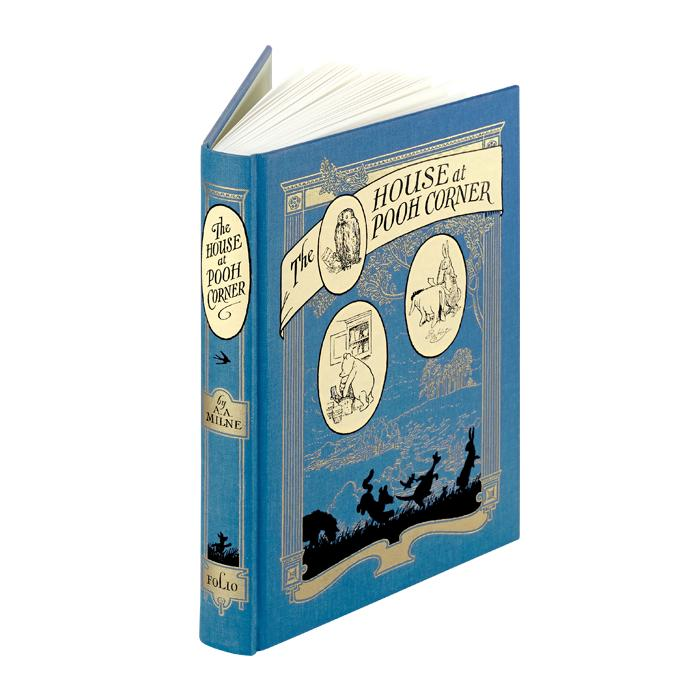 The
HOUSE
at
POOH
CORNER
by
A A
MILNE
FOLIO
The HOUSE at
POOH CORNER